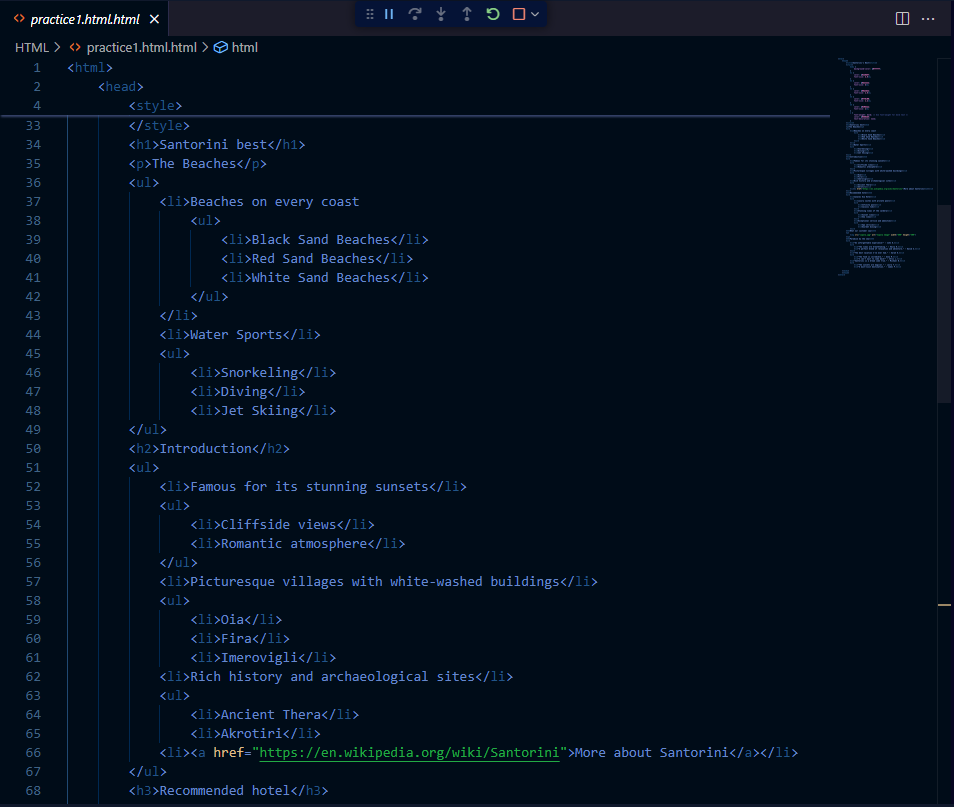 practice1.html.html
HTML > practice1.html.html > html
1 <html>
2 <head>
4 <style>
33 </style>
34 <h1>Santorini best</h1>
35 <p>The Beaches</p>
36 <ul>
37 <li>Beaches on every coast
38 <ul>
39 <li>Black Sand Beaches</li>
40 <li>Red Sand Beaches</li>
41 <li>White Sand Beaches</li>
42 </ul>
43 </li>
44 <li>Water Sports</li>
45 <ul>
46 <li>Snorkeling</li>
47 <li>Diving</li>
48 <li>Jet Skiing</li>
49 </ul>
50 <h2>Introduction</h2>
51 <ul>
52 <li>Famous for its stunning sunsets</li>
53 <ul>
54 <li>Cliffside views</li>
55 <li>Romantic atmosphere</li>
56 </ul>
57 <li>Picturesque villages with white-washed buildings</li>
58 <ul>
59 <li>Oia</li>
60 <li>Fira</li>
61 <li>Imerovigli</li>
62 <li>Rich history and archaeological sites</li>
63 <ul>
64 <li>Ancient Thera</li>
65 <li>Akrotiri</li>
66 <li><a href="https://en.wikipedia.org/wiki/Santorini">More about Santorini</a></li>
67 </ul>
68 <h3>Recommended hotel</h3>